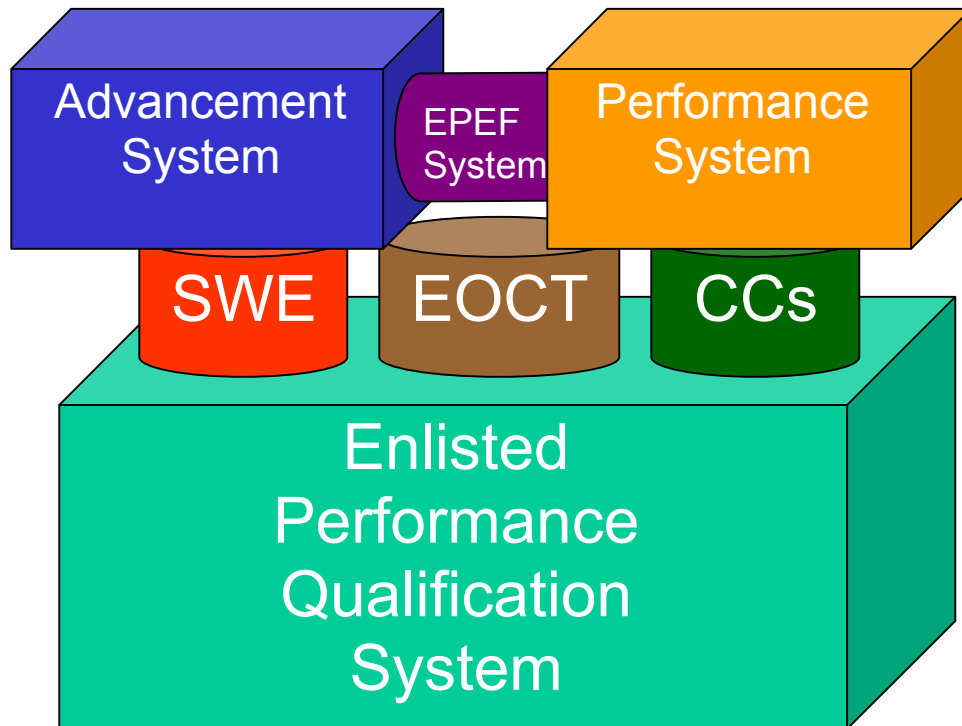 Advancement
System
EPEF
System
Performance
System
SWE
EOCT
CCs
Enlisted
Performance
Qualification
System